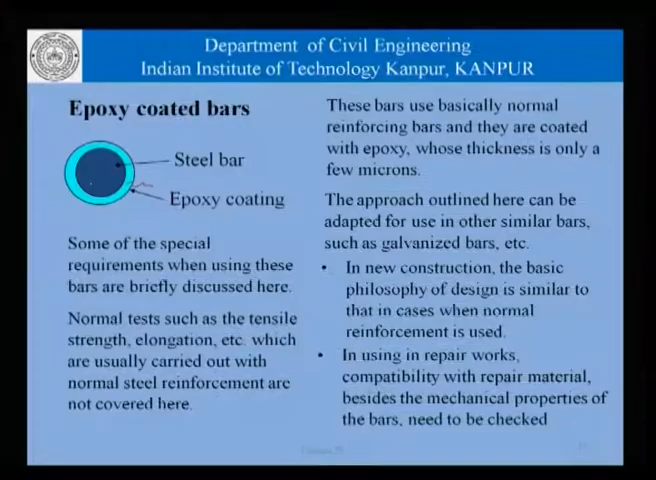 Department of Civil Engineering
Indian Institute of Technology Kanpur, KANPUR
Epoxy coated bars
Steel bar
Epoxy coating
Some of the special
requirements when using these
bars are briefly discussed here.
Normal tests such as the tensile
strength, elongation, etc. which
are usually carried out with
normal steel reinforcement are
not covered here.
These bars use basically normal
reinforcing bars and they are coated
with epoxy, whose thickness is only a
few microns.
The approach outlined here can be
adapted for use in other similar bars,
such as galvanized bars, etc.
• In new construction, the basic
philosophy of design is similar to
that in cases when normal
reinforcement is used.
• In using in repair works,
compatibility with repair material,
besides the mechanical properties of
the bars, need to be checked